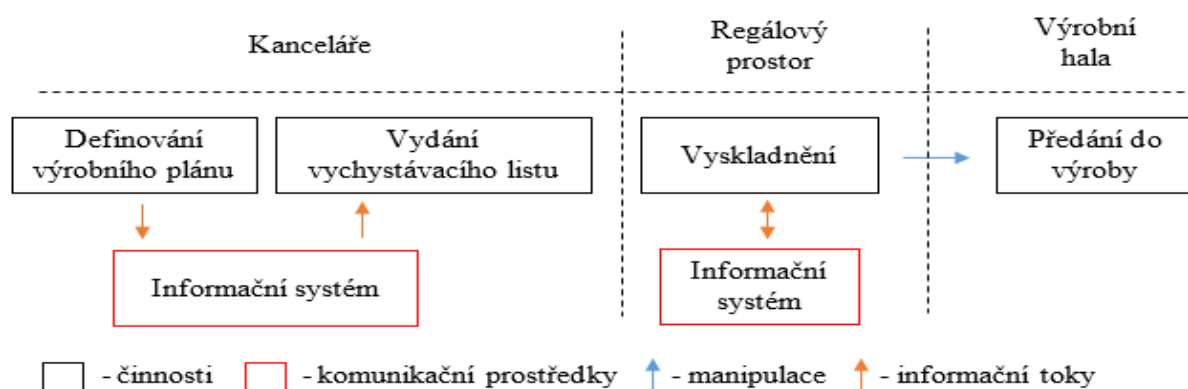 Kanceláře
Regálový
prostor
Výrobní
hala
Definování
výrobního plánu
Vydání
vychystávacího listu
Vyskladnění
Předání do
výroby
Informační systém
Informační
systém
- činnosti
- komunikační prostředky
- manipulace
- informační toky